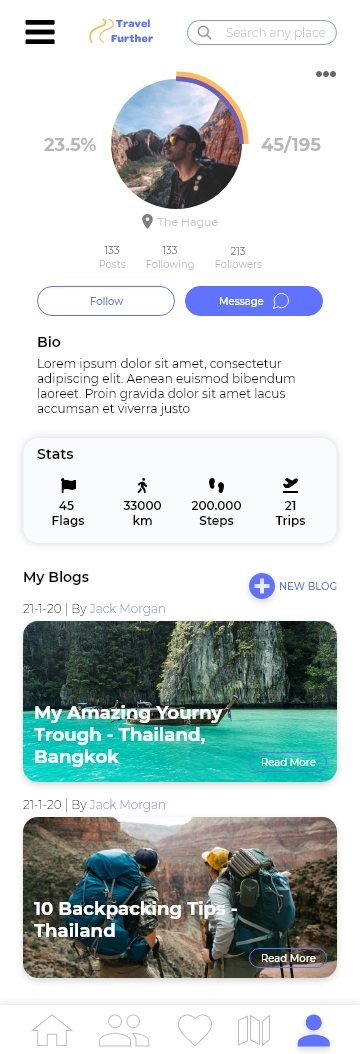 Travel
Further
Search any place
23.5%
45/195
The Hague
133
Posts
133
Following
213
Followers
Follow
Message
Bio
Lorem ipsum dolor sit amet, consectetur
adipiscing elit. Aenean euismod bibendum
laoreet. Proin gravida dolor sit amet lacus
accumsan et viverra justo
Stats
45
Flags
33000
km
200.000
Steps
21
Trips
My Blogs
NEW BLOG
21-1-20 | By Jack Morgan
My Amazing Yourny
Trough - Thailand,
Bangkok
Read More
21-1-20 | By Jack Morgan
10 Backpacking Tips -
Thailand
Read More